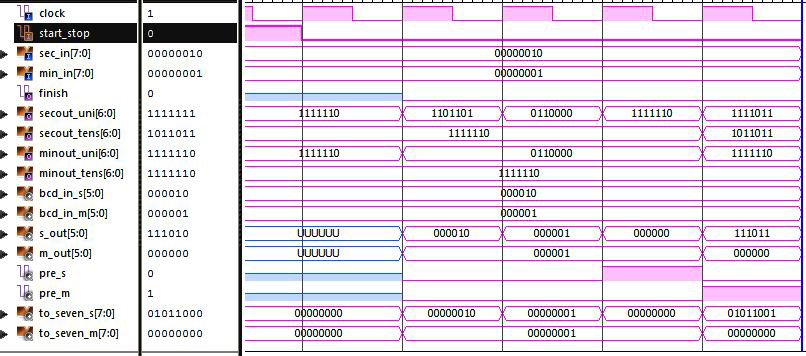 clock 1
start_stop 0
sec_in[7:0] 00000010 00000010
min_in[7:0] 00000001 00000001
finish 0
secout_uni[6:0] 1111111 1111110 1101101 0110000 1111110 1111011
secout_tens[6:0] 1011011 1111110 1011011
minout_uni[6:0] 1111110 1111110 0110000 1111110
minout_tens[6:0] 1111110 1111110
bcd_in_s[5:0] 000010 000010
bcd_in_m[5:0] 000001 000001
s_out[5:0] 111010 UUUUUU 000010 000001 000000 111011
m_out[5:0] 000000 UUUUUU 000001 000000
pre_s 0
pre_m 1
to_seven_s[7:0] 01011000 00000000 00000010 00000001 00000000 01011001
to_seven_m[7:0] 00000000 00000000 00000001 00000000